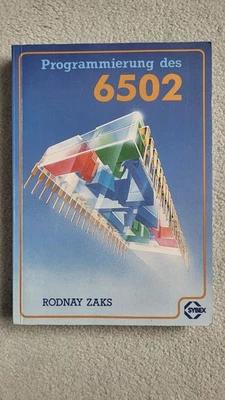 Programmierung des
6502
RODNAY ZAKS
SYBEX